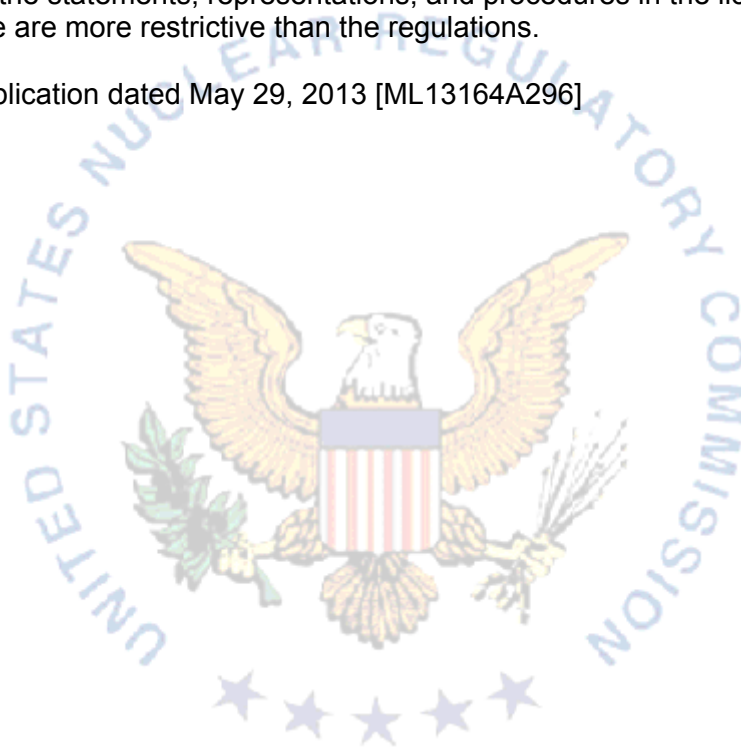 the statements, representations, and procedures in the lic
e are more restrictive than the regulations.
plication dated May 29, 2013 [ML13164A296]
UNITED STATES NUCLEAR REGULATORY COMMISSION